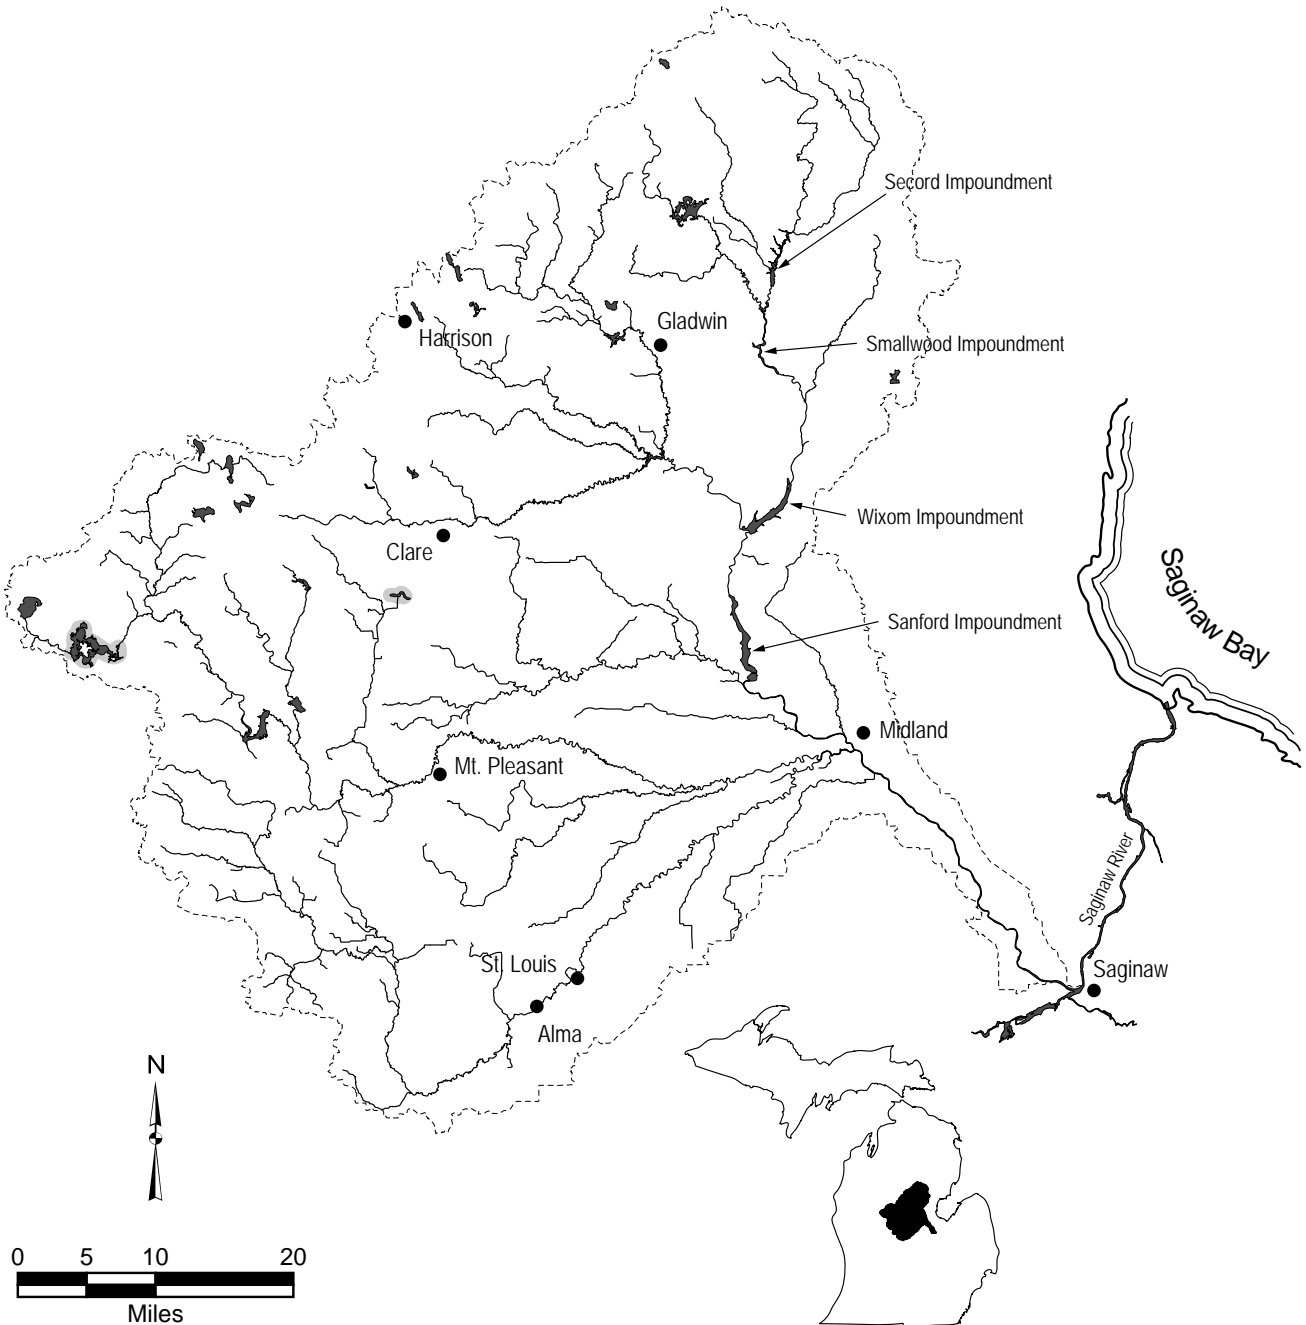 Secord Impoundment
Gladwin
Harrison
Smallwood Impoundment
Wixom Impoundment
Clare
Saginaw Bay
Sanford Impoundment
Midland
Mt. Pleasant
Saginaw River
St. Louis
Saginaw
Alma
N
0 5 10 20
Miles